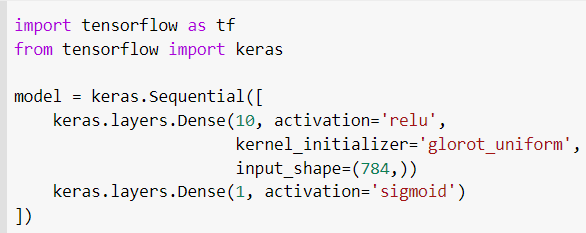 import tensorflow as tf
from tensorflow import keras

model = keras.Sequential([
    keras.layers.Dense(10, activation='relu',
                       kernel_initializer='glorot_uniform',
                       input_shape=(784,))
    keras.layers.Dense(1, activation='sigmoid')
])